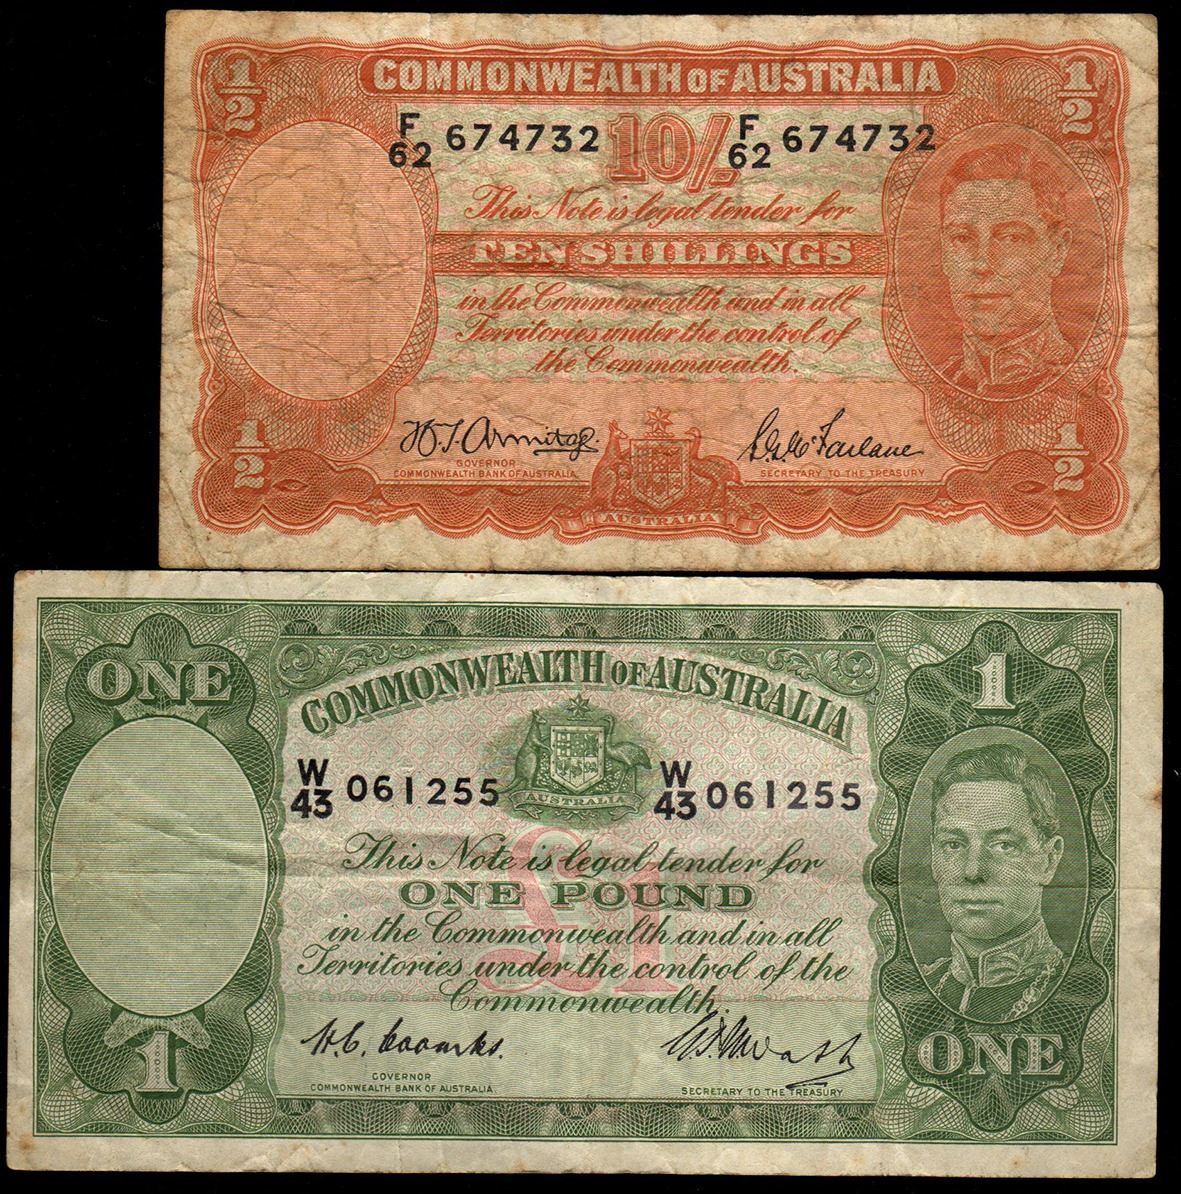 1/2
COMMONWEALTH OF AUSTRALIA
1/2
F/62 674732
10/-
F/62 674732
This Note is legal tender for
TEN SHILLINGS
in the Commonwealth and in all
Territories under the control of
the Commonwealth.
H.T. Armitage.
GOVERNOR
COMMONWEALTH BANK OF AUSTRALIA
S.G. McFarlane
SECRETARY TO THE TREASURY
1/2
AUSTRALIA
1/2
ONE
COMMONWEALTH OF AUSTRALIA
1
W/43 061255
AUSTRALIA
W/43 061255
This Note is legal tender for
ONE POUND
£1
in the Commonwealth and in all
Territories under the control of the
Commonwealth.
H.C. Coombs.
GOVERNOR
COMMONWEALTH BANK OF AUSTRALIA.
SECRETARY TO THE TREASURY
1
ONE